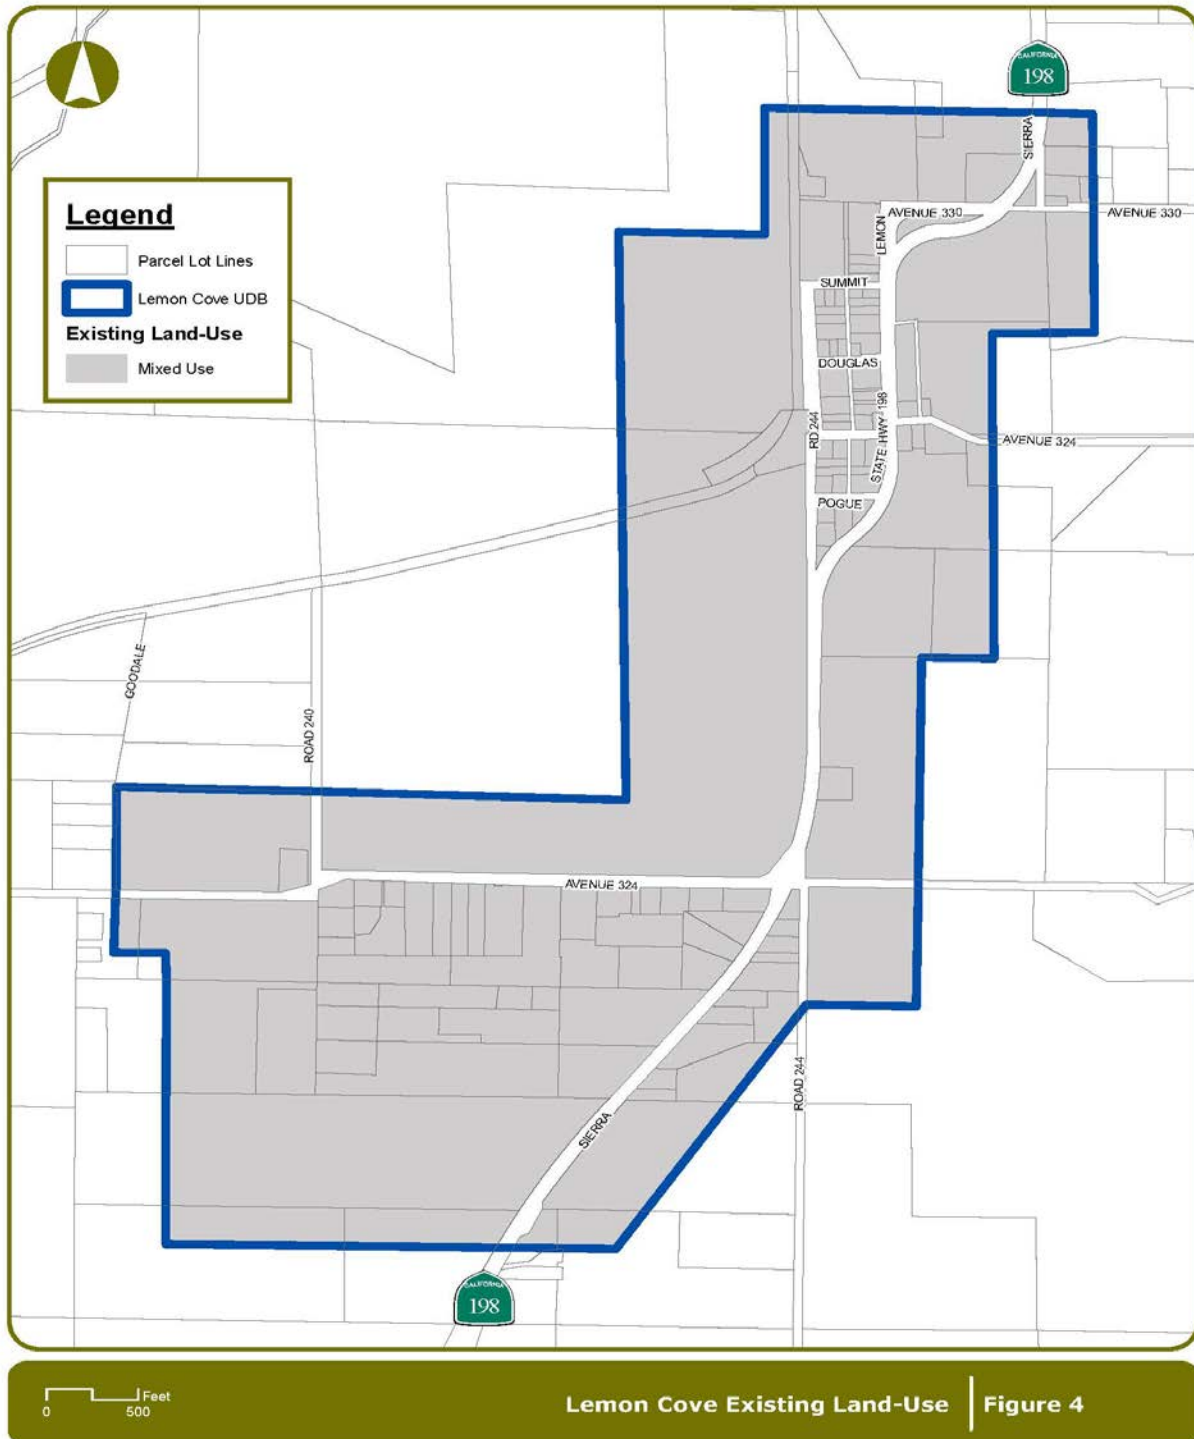 CALIFORNIA
198
SIERRA
AVENUE 330
AVENUE 330
LEMON
Legend
Parcel Lot Lines
Lemon Cove UDB
Existing Land-Use
Mixed Use
SUMMIT
DOUGLAS
RD 244
STATE HWY 198
AVENUE 324
POGUE
GOODALE
ROAD 240
AVENUE 324
ROAD 244
SIERRA
CALIFORNIA
198
Feet
0 500
Lemon Cove Existing Land-Use Figure 4